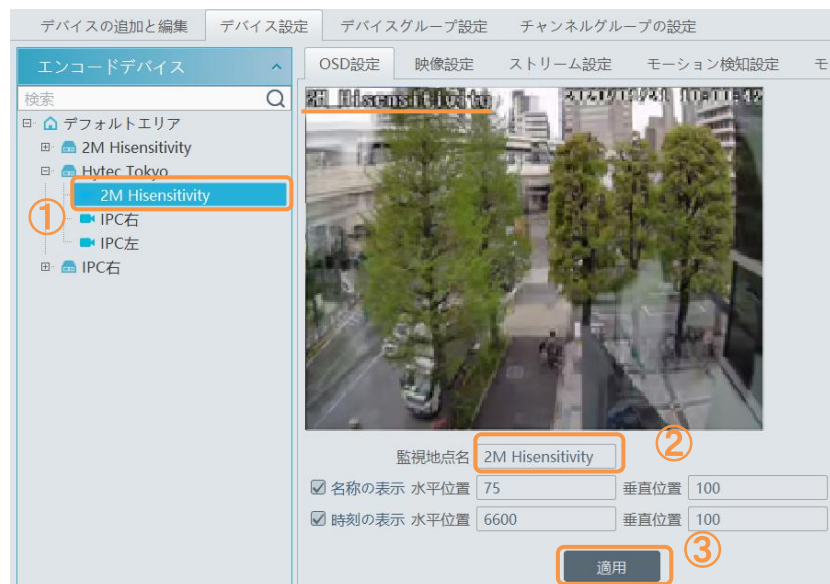 デバイスの追加と編集 デバイス設定 デバイスグループ設定 チャンネルグループの設定
エンコードデバイス
OSD設定 映像設定 ストリーム設定 モーション検知設定 モ
検索
デフォルトエリア
2M Hisensitivity
Hytec Tokyo
2M Hisensitivity
①
IPC右
IPC左
IPC右
2M Hisensitivity
監視地点名 2M Hisensitivity
②
名称の表示 水平位置 75 垂直位置 100
時刻の表示 水平位置 6600 垂直位置 100
③
適用